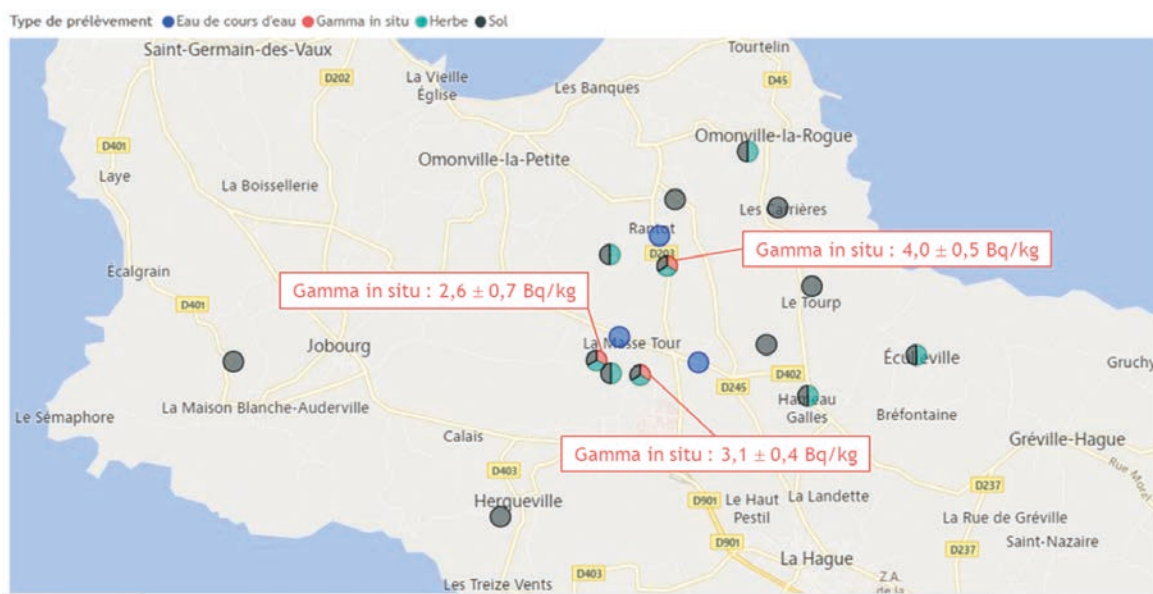 Type de prélèvement Eau de cours d'eau Gamma in situ Herbe Sol
Saint-Germain-des-Vaux
Tourtelin
D202
La Vieille
Église
Les Banques
D45
D401
Laye
Omonville-la-Rogue
Omonville-la-Petite
La Boissellerie
Les Carrières
Rantot
D203
Gamma in situ : 4,0 ± 0,5 Bq/kg
Écalgrain
Gamma in situ : 2,6 ± 0,7 Bq/kg
D401
Le Tourp
Jobourg
La Masse Tour
Éculleville
Gruchy
D402
D245
La Maison Blanche-Auderville
Hameau
Galles
Bréfontaine
Le Sémaphore
Calais
Gamma in situ : 3,1 ± 0,4 Bq/kg
Gréville-Hague
Rue Morel
D403
D237
Herqueville
D901
Le Haut
Pestil
La Landette
La Rue de Gréville
D901
D237
Saint-Nazaire
La Hague
Les Treize Vents
D403
Z.A.
de la